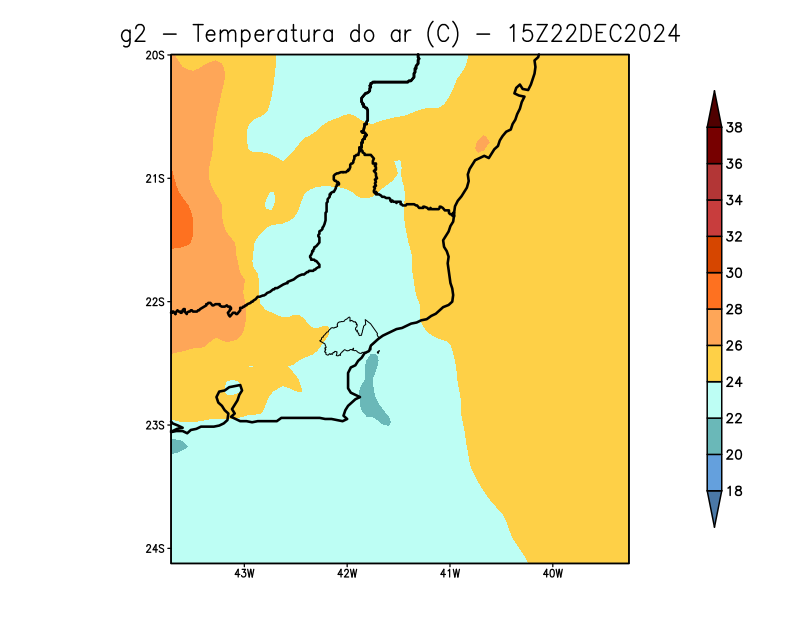 g2 – Temperatura do ar (C) – 15Z22DEC2024
20S
21S
22S
23S
24S
43W
42W
41W
40W
38
36
34
32
30
28
26
24
22
20
18